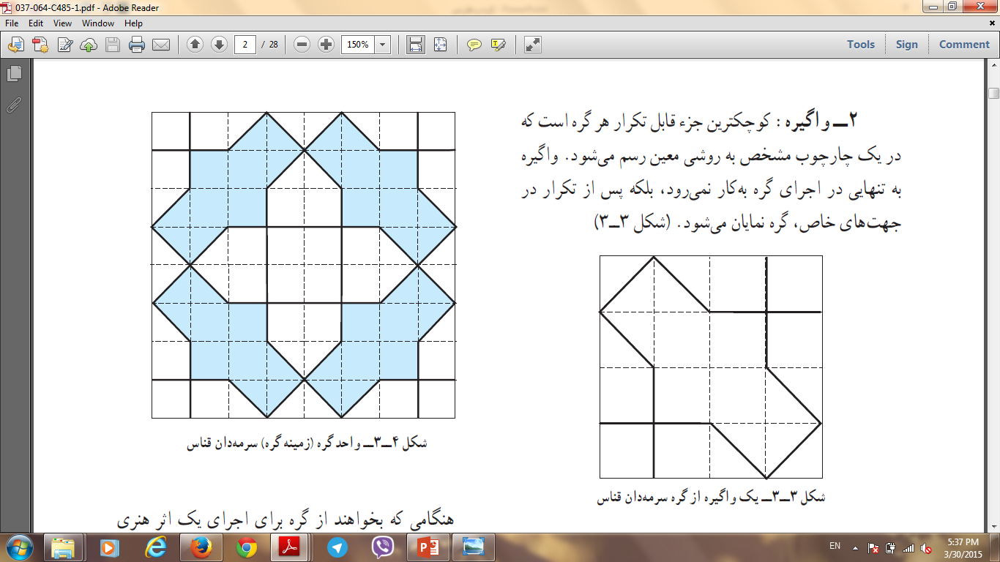 037-064-C485-1.pdf - Adobe Reader
File Edit View Window Help
2 / 28 150% Tools Sign Comment
۲ــ واگیره : کوچکترین جزء قابل تکرار هر گره است که
در یک چارچوب مشخص به روشی معین رسم می‌شود. واگیره
به تنهایی در اجرای گره به‌کار نمی‌رود، بلکه پس از تکرار در
جهت‌های خاص، گره نمایان می‌شود. (شکل ۳ــ۳)
شکل ۳ــ۳ــ یک واگیره از گره سرمه‌دان قناس
شکل ۴ــ۳ــ واحد گره (زمینه گره) سرمه‌دان قناس
هنگامی که بخواهند از گره برای اجرای یک اثر هنری
EN
5:37 PM
3/30/2015